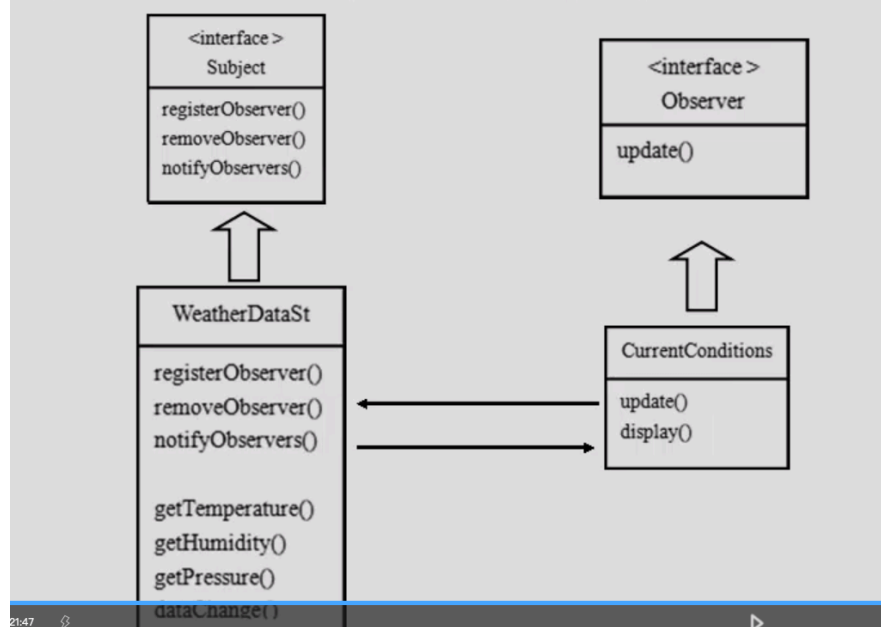 <interface >
Subject
registerObserver()
removeObserver()
notifyObservers()
<interface >
Observer
update()
WeatherDataSt
registerObserver()
removeObserver()
notifyObservers()
getTemperature()
getHumidity()
getPressure()
dataChange()
CurrentConditions
update()
display()
21:47